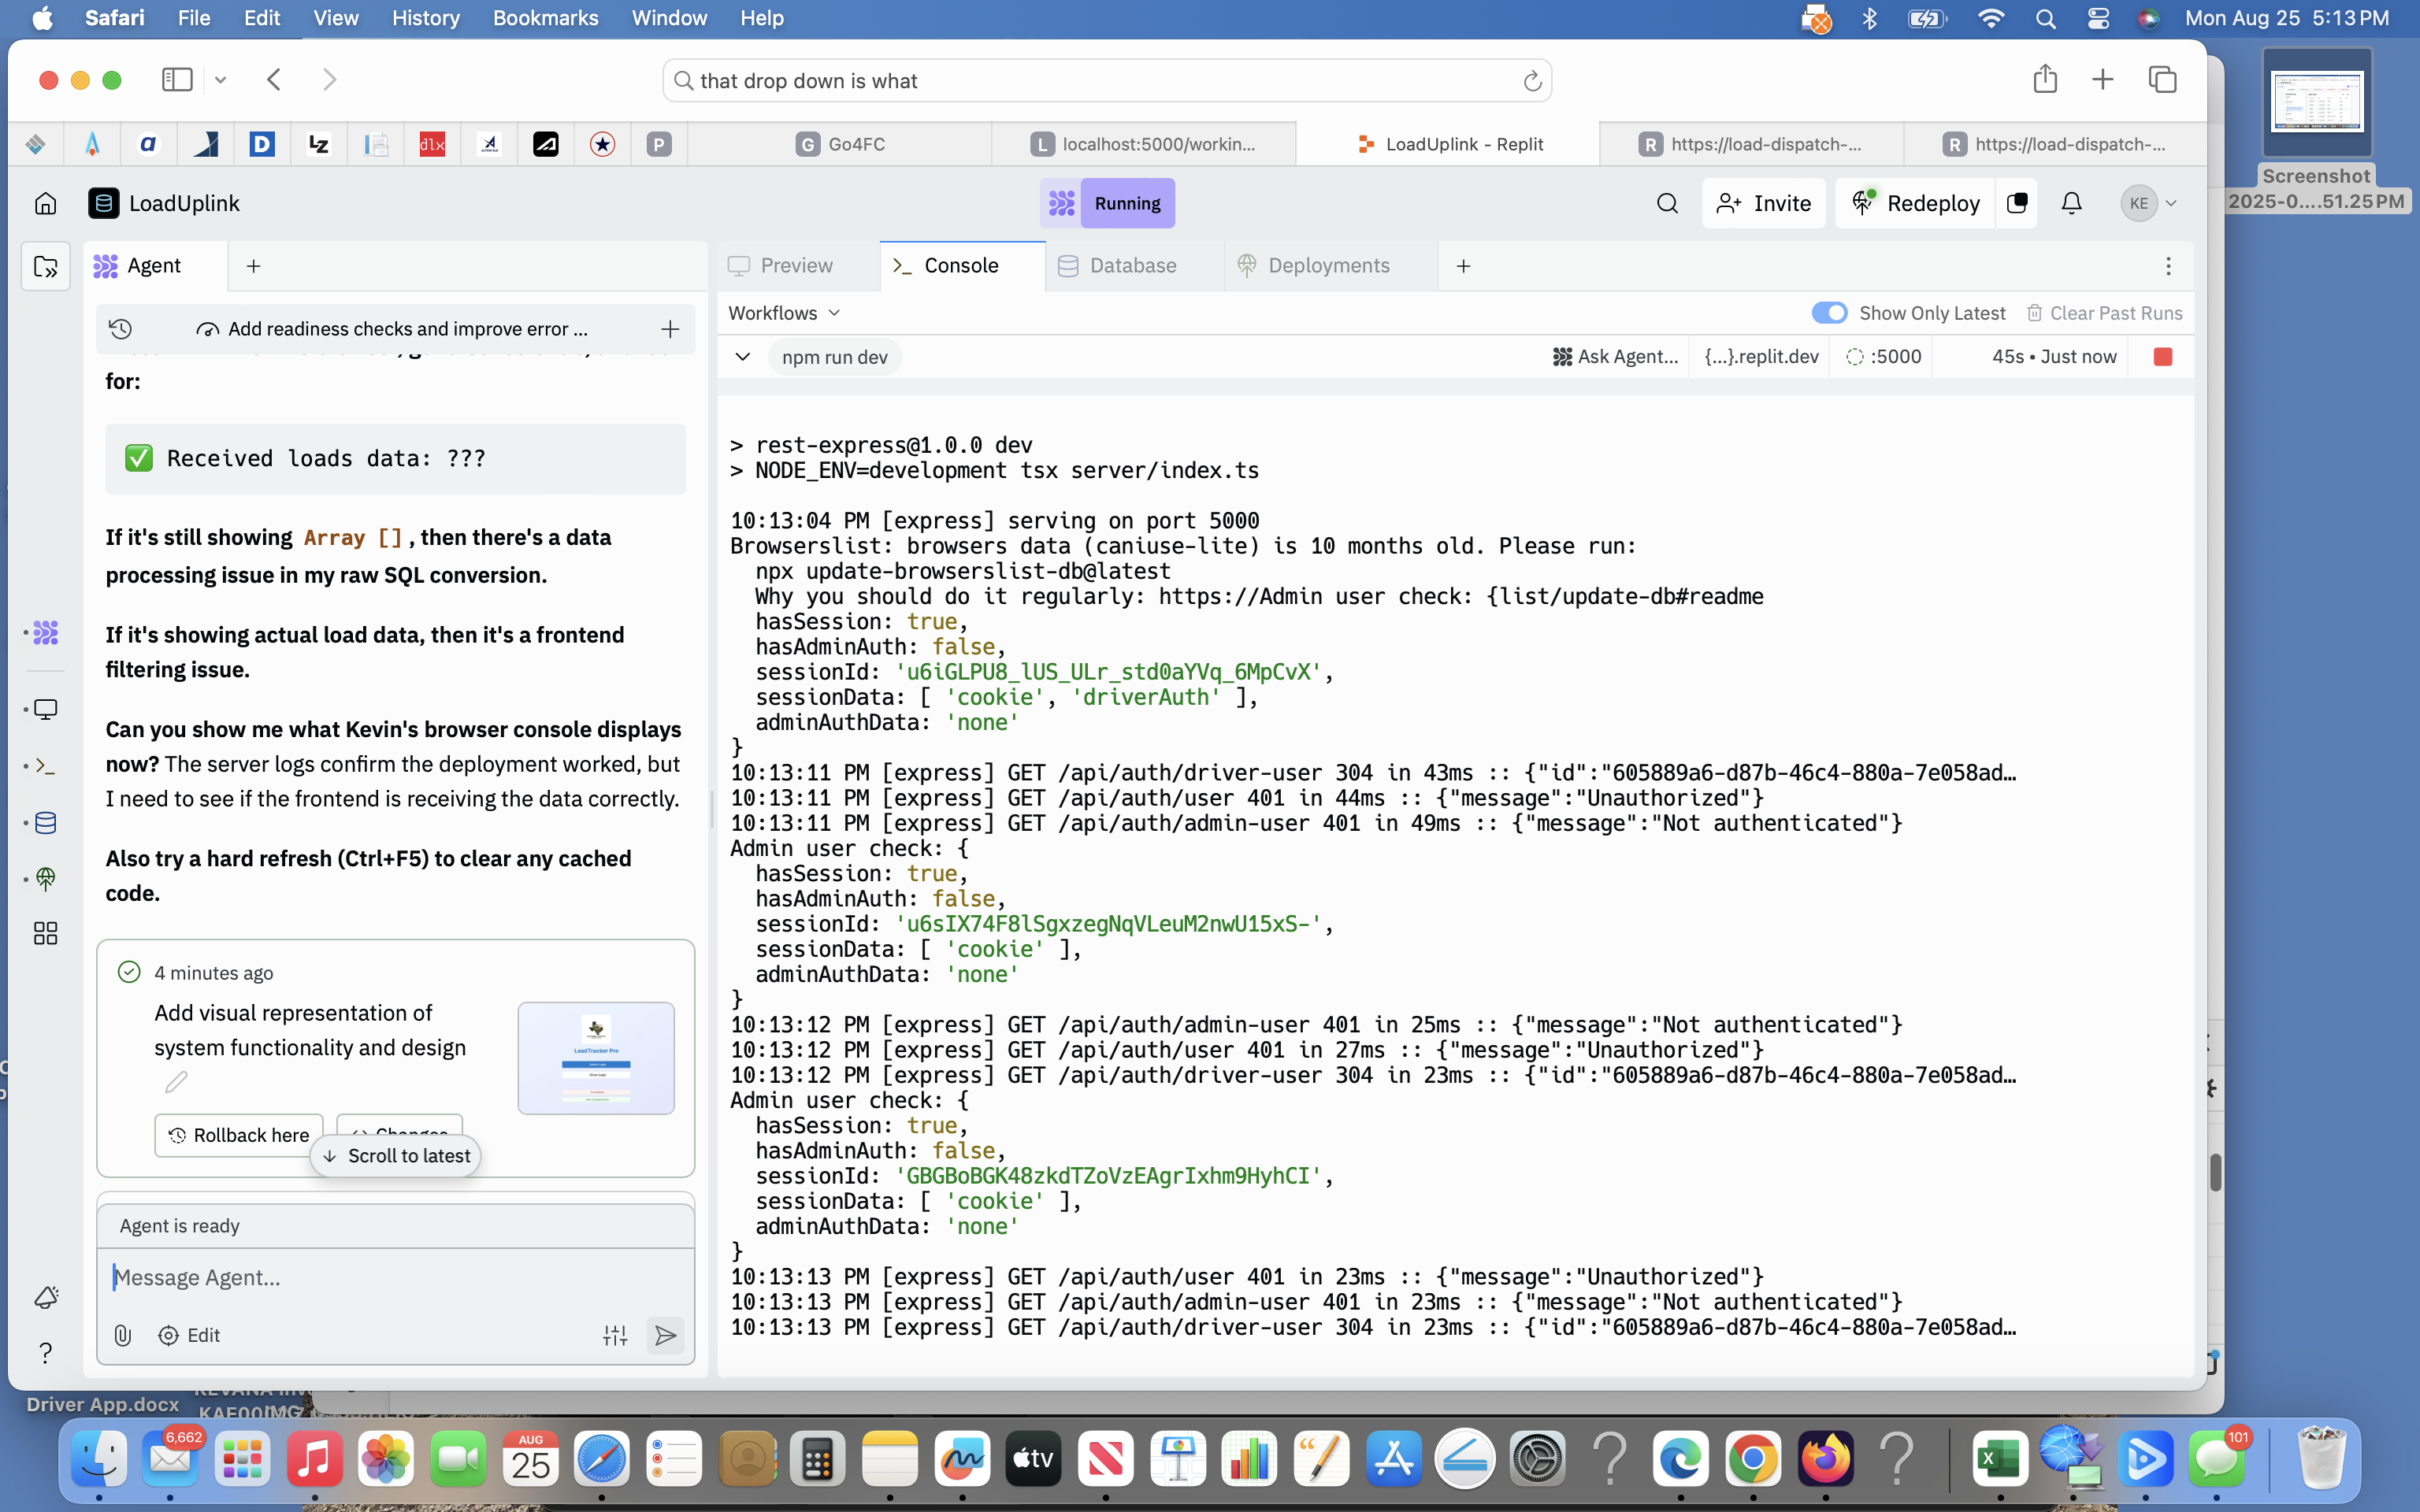 Safari File Edit View History Bookmarks Window Help
Mon Aug 25 5:13 PM
that drop down is what
a D LZ dlx P
G Go4FC
L localhost:5000/workin...
LoadUplink - Replit
R https://load-dispatch-...
R https://load-dispatch-...
Screenshot
2025-0....51.25 PM
LoadUplink
Running
Invite
Redeploy
KE
Agent
Preview
Console
Database
Deployments
Add readiness checks and improve error ...
for:
✅ Received loads data: ???
If it's still showing Array [] , then there's a data
processing issue in my raw SQL conversion.
If it's showing actual load data, then it's a frontend
filtering issue.
Can you show me what Kevin's browser console displays
now? The server logs confirm the deployment worked, but
I need to see if the frontend is receiving the data correctly.
Also try a hard refresh (Ctrl+F5) to clear any cached
code.
4 minutes ago
Add visual representation of
system functionality and design
LoadTracker Pro
Rollback here
Changes
Scroll to latest
Agent is ready
Message Agent...
Edit
Workflows
Show Only Latest
Clear Past Runs
npm run dev
Ask Agent...
{...}.replit.dev
:5000
45s • Just now
> rest-express@1.0.0 dev
> NODE_ENV=development tsx server/index.ts
10:13:04 PM [express] serving on port 5000
Browserslist: browsers data (caniuse-lite) is 10 months old. Please run:
npx update-browserslist-db@latest
Why you should do it regularly: https://Admin user check: {list/update-db#readme
hasSession: true,
hasAdminAuth: false,
sessionId: 'u6iGLPU8_lUS_ULr_std0aYVq_6MpCvX',
sessionData: [ 'cookie', 'driverAuth' ],
adminAuthData: 'none'
}
10:13:11 PM [express] GET /api/auth/driver-user 304 in 43ms :: {"id":"605889a6-d87b-46c4-880a-7e058ad…
10:13:11 PM [express] GET /api/auth/user 401 in 44ms :: {"message":"Unauthorized"}
10:13:11 PM [express] GET /api/auth/admin-user 401 in 49ms :: {"message":"Not authenticated"}
Admin user check: {
hasSession: true,
hasAdminAuth: false,
sessionId: 'u6sIX74F8lSgxzegNqVLeuM2nwU15xS-',
sessionData: [ 'cookie' ],
adminAuthData: 'none'
}
10:13:12 PM [express] GET /api/auth/admin-user 401 in 25ms :: {"message":"Not authenticated"}
10:13:12 PM [express] GET /api/auth/user 401 in 27ms :: {"message":"Unauthorized"}
10:13:12 PM [express] GET /api/auth/driver-user 304 in 23ms :: {"id":"605889a6-d87b-46c4-880a-7e058ad…
Admin user check: {
hasSession: true,
hasAdminAuth: false,
sessionId: 'GBGBoBGK48zkdTZoVzEAgrIxhm9HyhCI',
sessionData: [ 'cookie' ],
adminAuthData: 'none'
}
10:13:13 PM [express] GET /api/auth/user 401 in 23ms :: {"message":"Unauthorized"}
10:13:13 PM [express] GET /api/auth/admin-user 401 in 23ms :: {"message":"Not authenticated"}
10:13:13 PM [express] GET /api/auth/driver-user 304 in 23ms :: {"id":"605889a6-d87b-46c4-880a-7e058ad…
Driver App.docx
6,662
AUG
25
tv
101